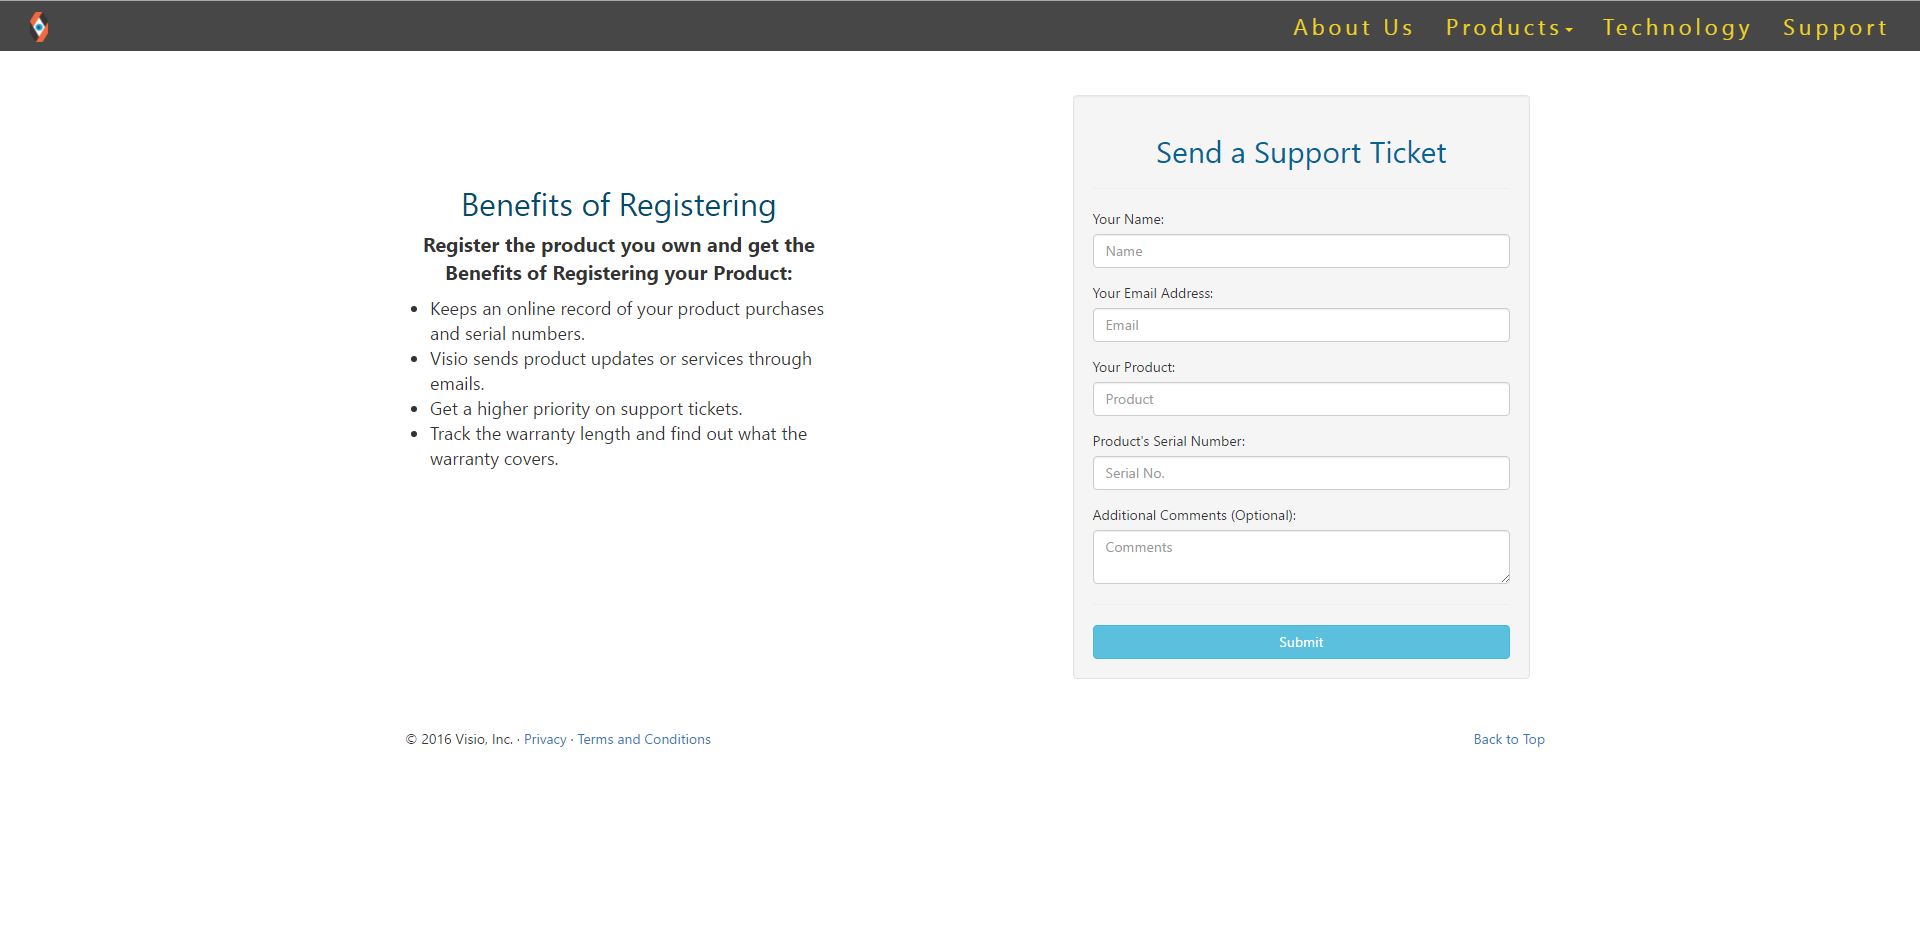 About Us Products Technology Support
Benefits of Registering
Register the product you own and get the
Benefits of Registering your Product:
• Keeps an online record of your product purchases
and serial numbers.
• Visio sends product updates or services through
emails.
• Get a higher priority on support tickets.
• Track the warranty length and find out what the
warranty covers.
Send a Support Ticket
Your Name:
Name
Your Email Address:
Email
Your Product:
Product
Product's Serial Number:
Serial No.
Additional Comments (Optional):
Comments
Submit
© 2016 Visio, Inc. · Privacy · Terms and Conditions
Back to Top